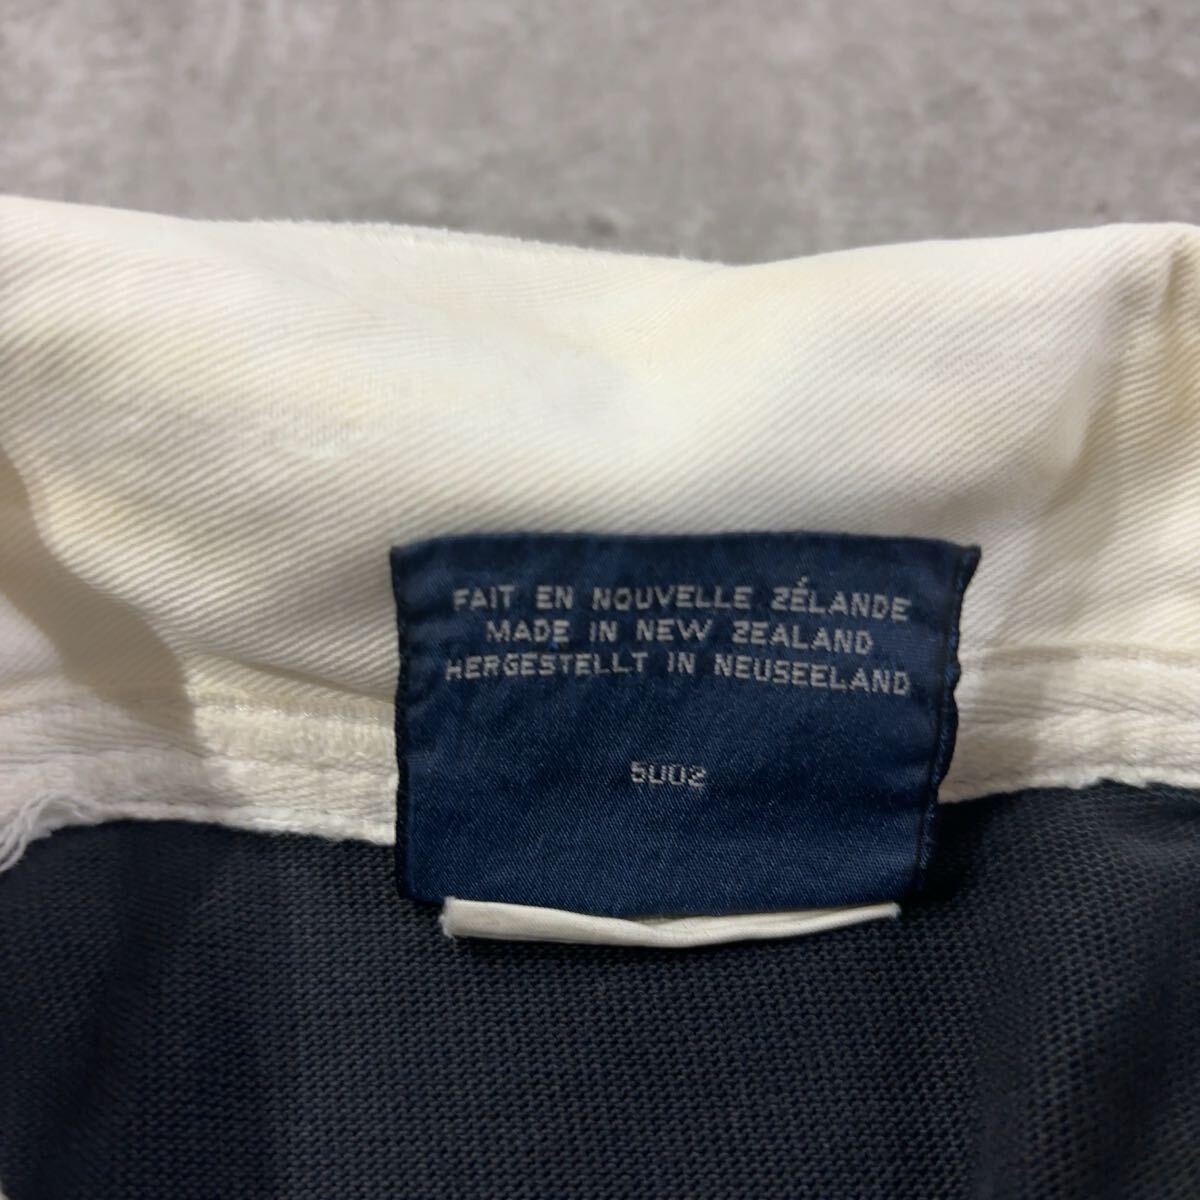 FAIT EN NOUVELLE ZÉLANDE
MADE IN NEW ZEALAND
HERGESTELLT IN NEUSEELAND
5U02